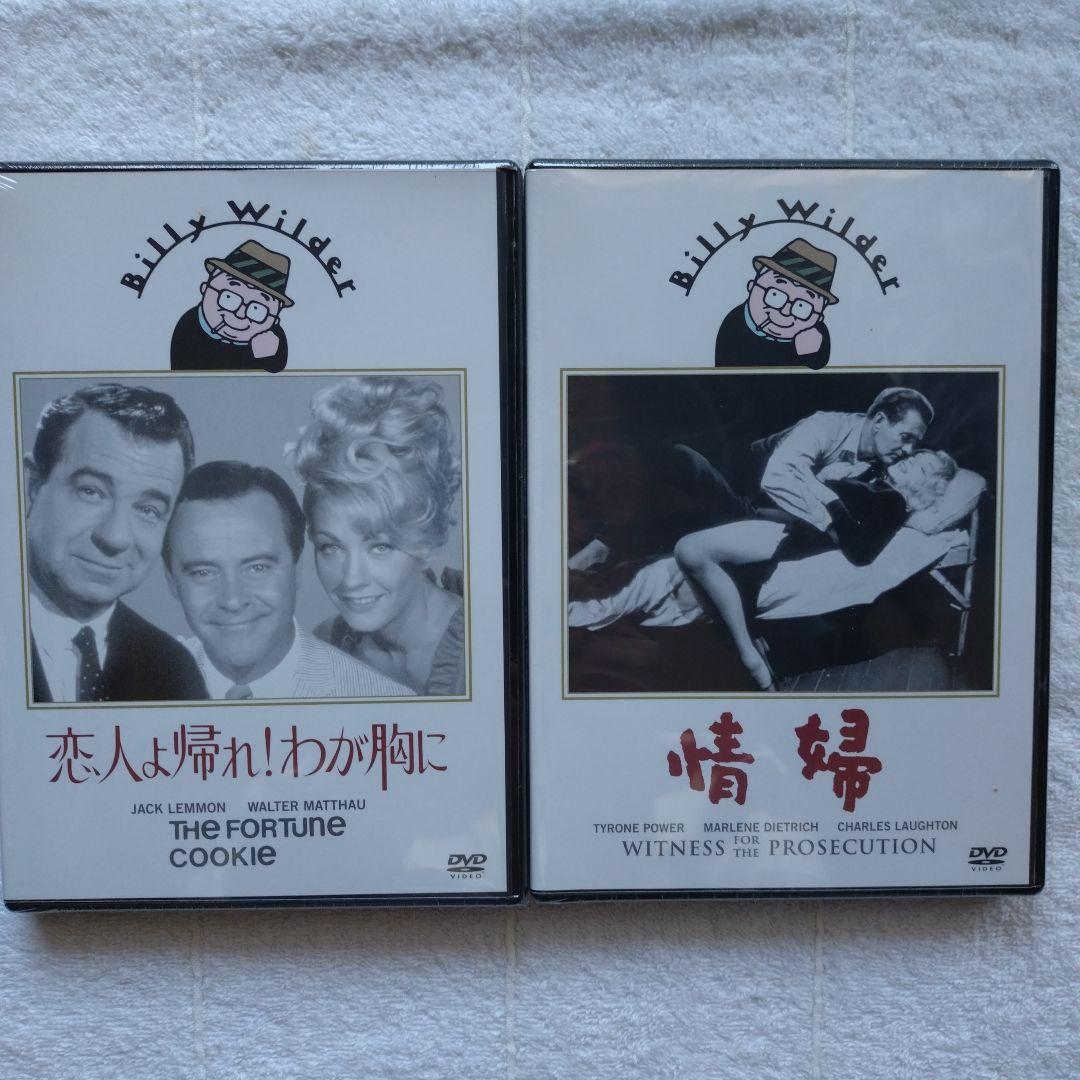 Billy Wilder
恋人よ帰れ!わが胸に
JACK LEMMON WALTER MATTHAU
THE FORTUNE
COOKIE
DVD
VIDEO
Billy Wilder
情婦
TYRONE POWER MARLENE DIETRICH CHARLES LAUGHTON
WITNESS FOR THE PROSECUTION
DVD
VIDEO